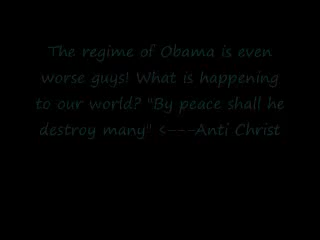 The regime of Obama is even
worse guys! What is happening
to our world? "By peace shall he
destroy many" <---Anti Christ